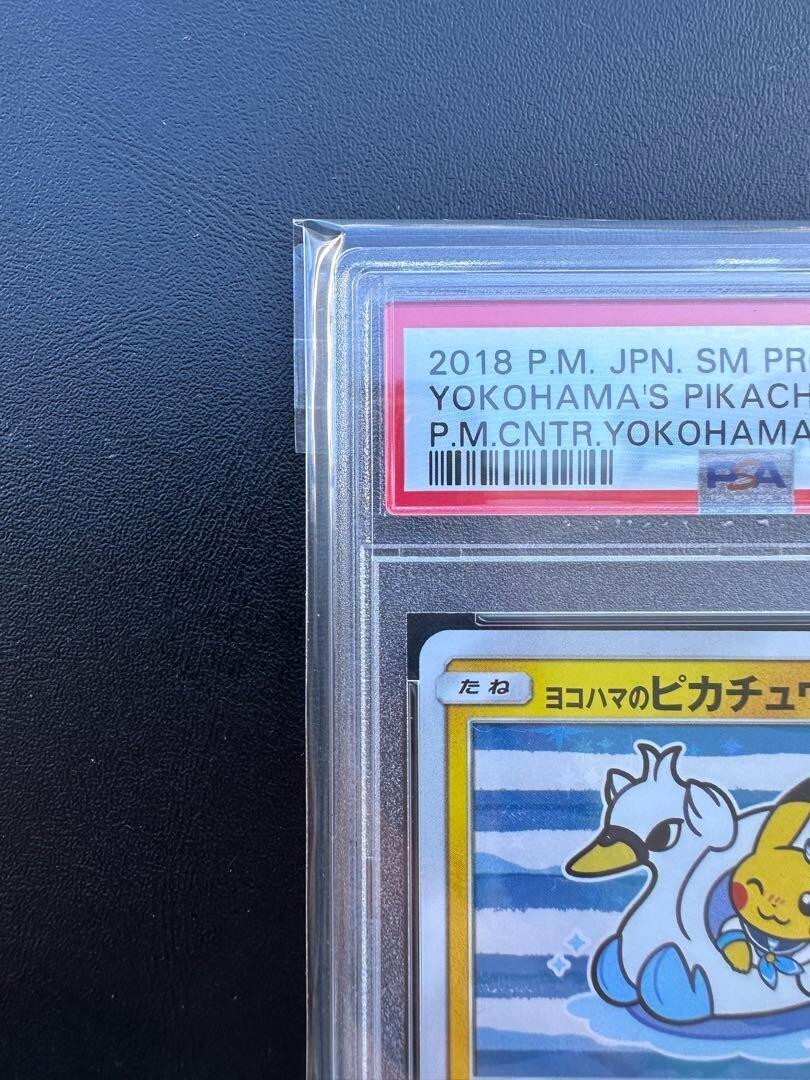 2018 P.M. JPN. SM PR
YOKOHAMA'S PIKACH
P.M.CNTR.YOKOHAMA
PSA
たね ヨコハマのピカチュウ